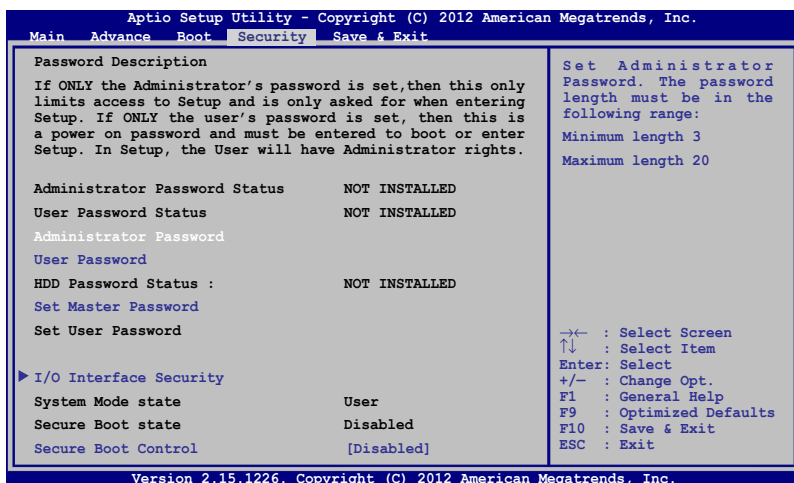 Aptio Setup Utility - Copyright (C) 2012 American Megatrends, Inc.
Main Advance Boot Security Save & Exit
Password Description
If ONLY the Administrator's password is set,then this only
limits access to Setup and is only asked for when entering
Setup. If ONLY the user's password is set, then this is
a power on password and must be entered to boot or enter
Setup. In Setup, the User will have Administrator rights.
Administrator Password Status NOT INSTALLED
User Password Status NOT INSTALLED
Administrator Password
User Password
HDD Password Status : NOT INSTALLED
Set Master Password
Set User Password
I/O Interface Security
System Mode state User
Secure Boot state Disabled
Secure Boot Control [Disabled]
Set Administrator
Password. The password
length must be in the
following range:
Minimum length 3
Maximum length 20
→← : Select Screen
↑↓ : Select Item
Enter: Select
+/— : Change Opt.
F1 : General Help
F9 : Optimized Defaults
F10 : Save & Exit
ESC : Exit
Version 2.15.1226. Copyright (C) 2012 American Megatrends, Inc.